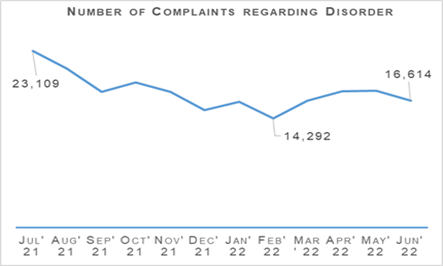 NUMBER OF COMPLAINTS REGARDING DISORDER
23,109
16,614
14,292
JUL' AUG' SEP' OCT' NOV' DEC' JAN' FEB' MAR APR' MAY' JUN'
21 21 21 21 21 21 22 22 ' 22 22 22 22